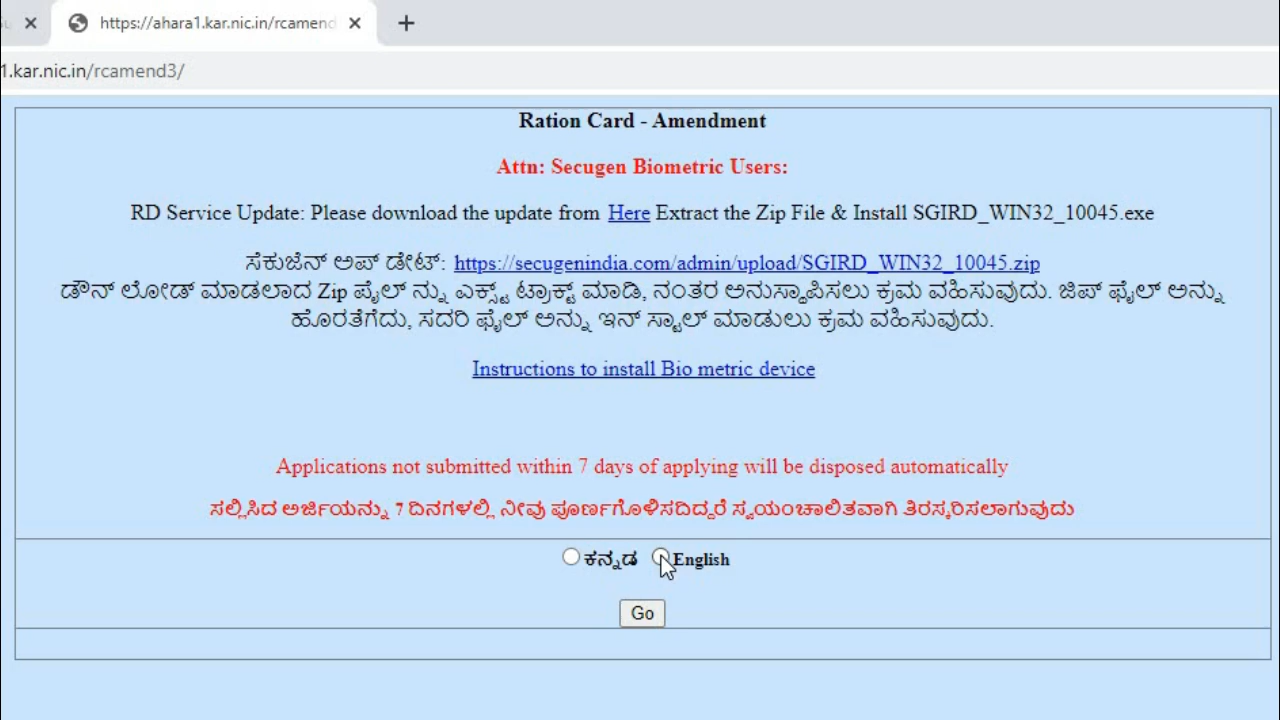 https://ahara1.kar.nic.in/rcamend
1.kar.nic.in/rcamend3/
Ration Card - Amendment
Attn: Secugen Biometric Users:
RD Service Update: Please download the update from Here Extract the Zip File & Install SGIRD_WIN32_10045.exe
ಸೆಕುಜೆನ್ ಅಪ್ ಡೇಟ್: https://secugenindia.com/admin/upload/SGIRD_WIN32_10045.zip
ಡೌನ್ ಲೋಡ್ ಮಾಡಲಾದ Zip ಪೈಲ್ ನ್ನು ಎಕ್ಸ್ಟ್ ಟ್ರಾಕ್ಟ್ ಮಾಡಿ, ನಂತರ ಅನುಸ್ಥಾಪಿಸಲು ಕ್ರಮ ವಹಿಸುವುದು. ಜಿಪ್ ಫೈಲ್ ಅನ್ನು
ಹೊರತೆಗೆದು, ಸದರಿ ಫೈಲ್ ಅನ್ನು ಇನ್ ಸ್ಟಾಲ್ ಮಾಡುಲು ಕ್ರಮ ವಹಿಸುವುದು.
Instructions to install Bio metric device
Applications not submitted within 7 days of applying will be disposed automatically
ಸಲ್ಲಿಸಿದ ಅರ್ಜಿಯನ್ನು 7 ದಿನಗಳಲ್ಲಿ ನೀವು ಪೂರ್ಣಗೊಳಿಸದಿದ್ದರೆ ಸ್ವಯಂಚಾಲಿತವಾಗಿ ತಿರಸ್ಕರಿಸಲಾಗುವುದು
ಕನ್ನಡ English
Go